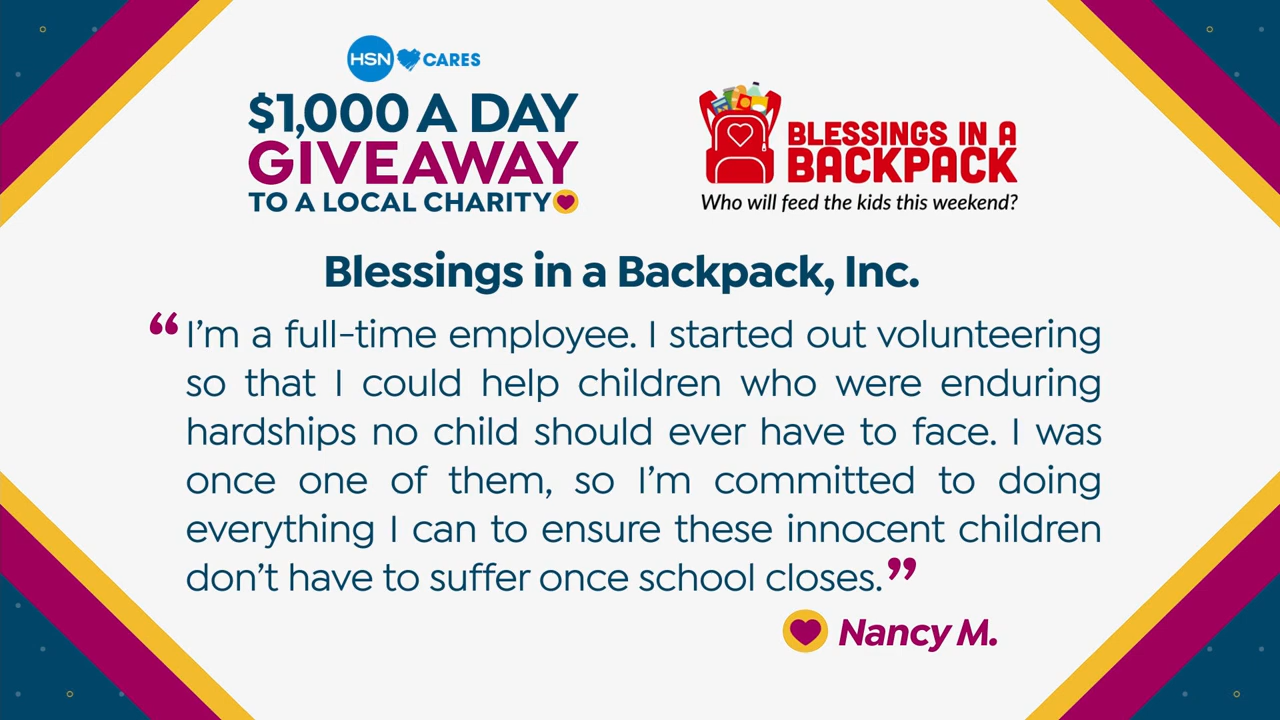 HSN CARES
$1,000 A DAY
GIVEAWAY
TO A LOCAL CHARITY
BLESSINGS IN A
BACKPACK
Who will feed the kids this weekend?
Blessings in a Backpack, Inc.
“I’m a full-time employee. I started out volunteering
so that I could help children who were enduring
hardships no child should ever have to face. I was
once one of them, so I’m committed to doing
everything I can to ensure these innocent children
don’t have to suffer once school closes.”
Nancy M.